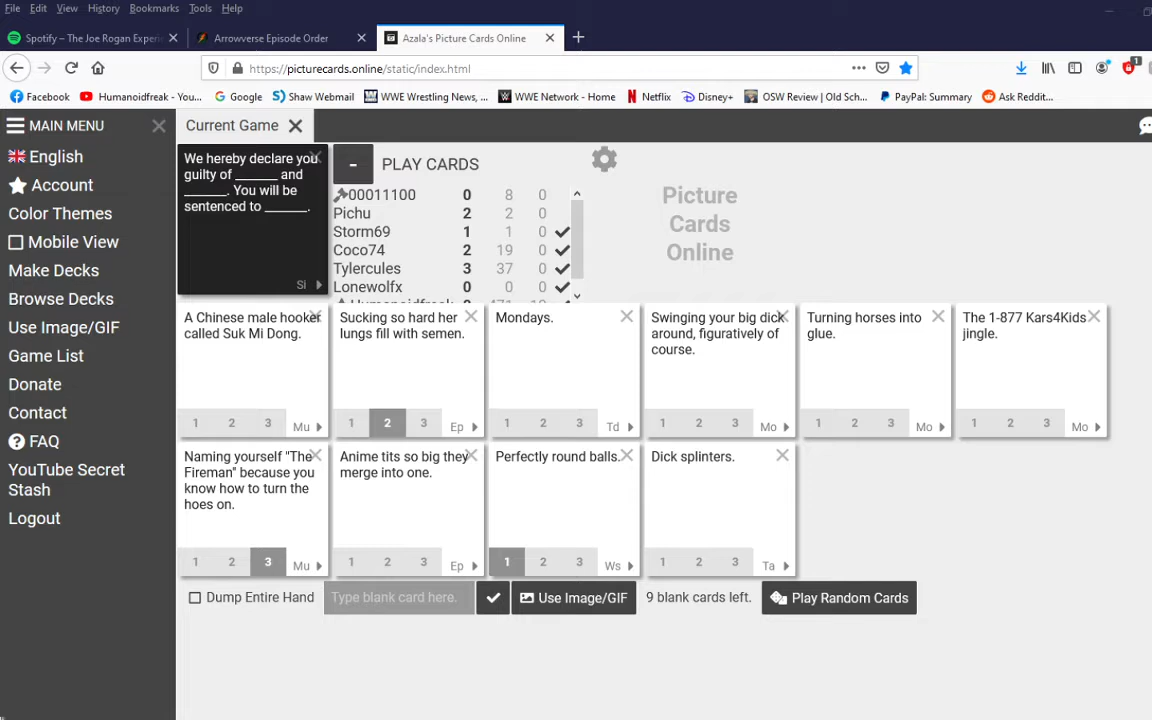 File Edit View History Bookmarks Tools Help
Spotify – The Joe Rogan Experi
Arrowverse Episode Order
Azala's Picture Cards Online
https://picturecards.online/static/index.html
1
Facebook
Humanoidfreak - You...
Google
Shaw Webmail
WWE Wrestling News, ...
WWE Network - Home
Netflix
Disney+
OSW Review | Old Sch...
PayPal: Summary
Ask Reddit...
MAIN MENU
English
Account
Color Themes
Mobile View
Make Decks
Browse Decks
Use Image/GIF
Game List
Donate
Contact
FAQ
YouTube Secret
Stash
Logout
Current Game
We hereby declare you
guilty of ______ and
______. You will be
sentenced to ______.
Si
- PLAY CARDS
00011100 0 8 0
Pichu 2 2 0
Storm69 1 1 0
Coco74 2 19 0
Tylercules 3 37 0
Lonewolfx 0 0 0
Picture
Cards
Online
A Chinese male hooker
called Suk Mi Dong.
1 2 3 Mu
Sucking so hard her
lungs fill with semen.
1 2 3 Ep
Mondays.
1 2 3 Td
Swinging your big dick
around, figuratively of
course.
1 2 3 Mo
Turning horses into
glue.
1 2 3 Mo
The 1-877 Kars4Kids
jingle.
1 2 3 Mo
Naming yourself "The
Fireman" because you
know how to turn the
hoes on.
1 2 3 Mu
Anime tits so big they
merge into one.
1 2 3 Ep
Perfectly round balls.
1 2 3 Ws
Dick splinters.
1 2 3 Ta
Dump Entire Hand
Type blank card here.
Use Image/GIF
9 blank cards left.
Play Random Cards